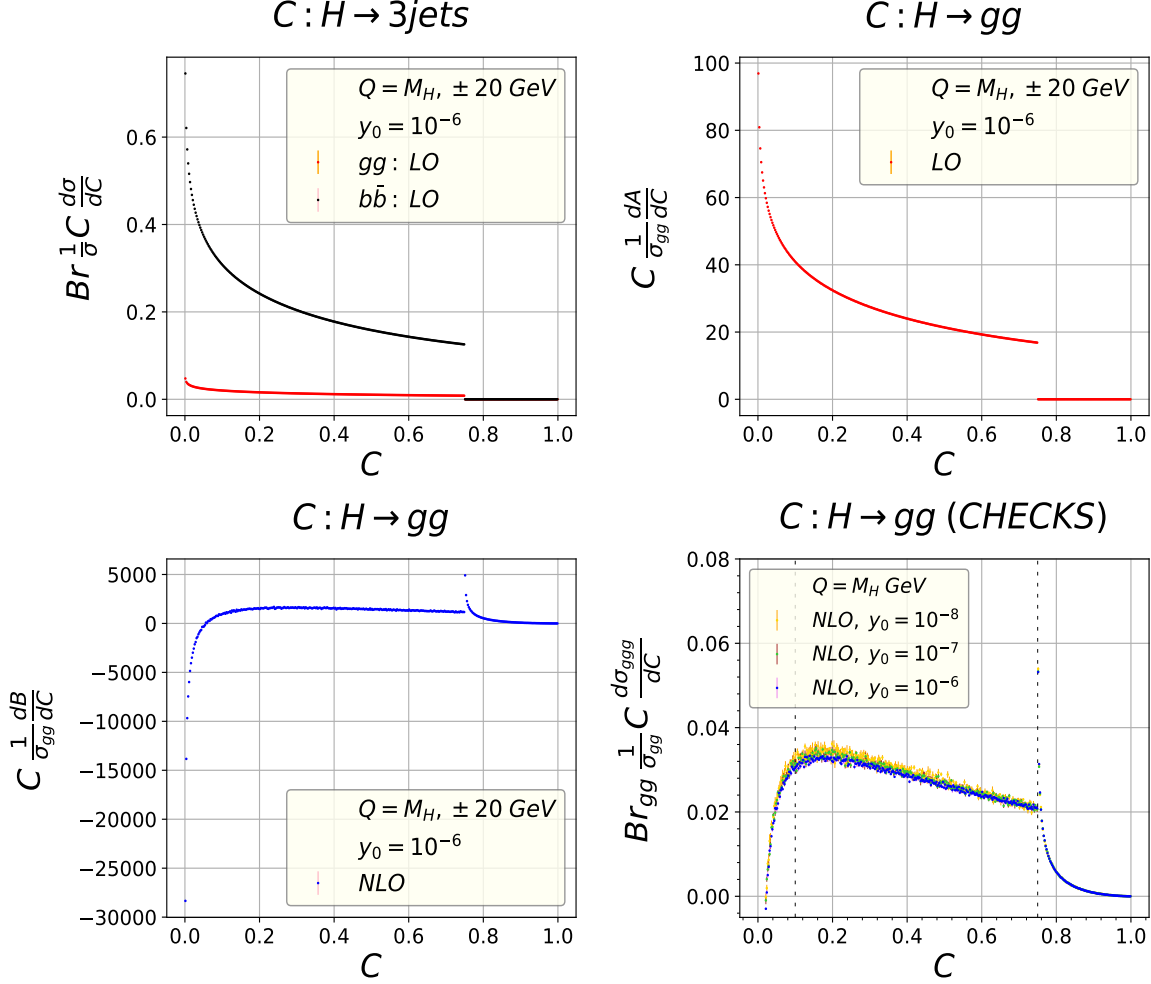 C : H → 3jets
Br 1/σ C dσ/dC
0.6
0.4
0.2
0.0
Q = M_H, ± 20 GeV
y_0 = 10^{-6}
gg : LO
bb̄ : LO
0.0 0.2 0.4 0.6 0.8 1.0
C
C : H → gg
C 1/σ_gg dA/dC
100
80
60
40
20
0
Q = M_H, ± 20 GeV
y_0 = 10^{-6}
LO
0.0 0.2 0.4 0.6 0.8 1.0
C
C : H → gg
C 1/σ_gg dB/dC
5000
0
−5000
−10000
−15000
−20000
−25000
−30000
Q = M_H, ± 20 GeV
y_0 = 10^{-6}
NLO
0.0 0.2 0.4 0.6 0.8 1.0
C
C : H → gg (CHECKS)
Br_gg 1/σ_gg C dσ_ggg/dC
0.08
0.06
0.04
0.02
0.00
Q = M_H GeV
NLO, y_0 = 10^{-8}
NLO, y_0 = 10^{-7}
NLO, y_0 = 10^{-6}
0.0 0.2 0.4 0.6 0.8 1.0
C